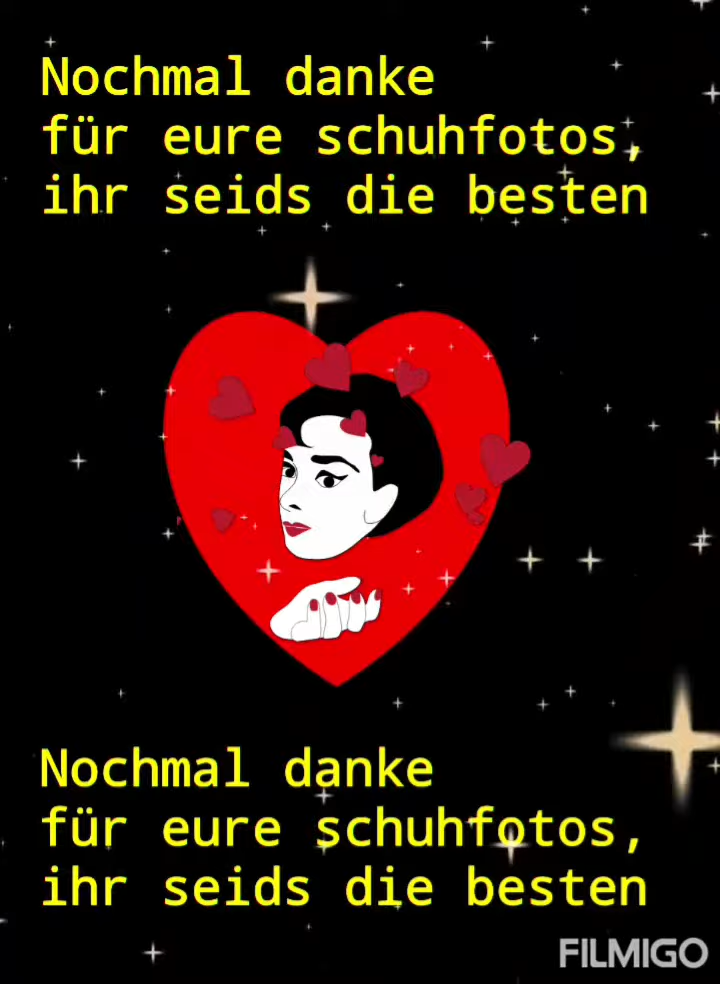 Nochmal danke
für eure schuhfotos,
ihr seids die besten
Nochmal danke
für eure schuhfotos,
ihr seids die besten
FILMIGO